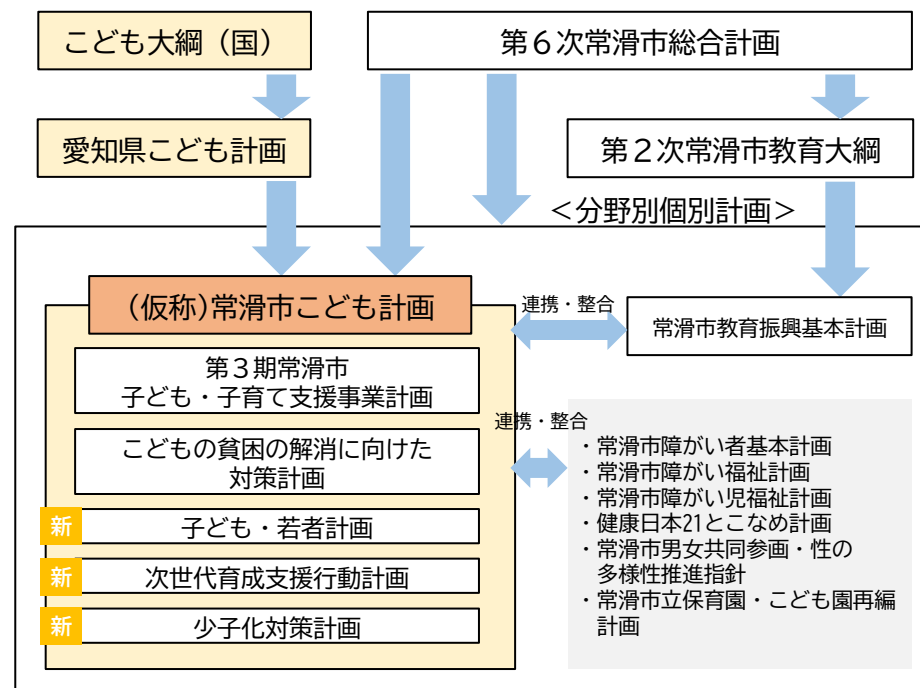 こども大綱（国）
第６次常滑市総合計画
愛知県こども計画
第２次常滑市教育大綱
＜分野別個別計画＞
(仮称)常滑市こども計画
連携・整合
常滑市教育振興基本計画
第３期常滑市
子ども・子育て支援事業計画
こどもの貧困の解消に向けた
対策計画
新
子ども・若者計画
新
次世代育成支援行動計画
新
少子化対策計画
連携・整合
・常滑市障がい者基本計画
・常滑市障がい福祉計画
・常滑市障がい児福祉計画
・健康日本21とこなめ計画
・常滑市男女共同参画・性の
多様性推進指針
・常滑市立保育園・こども園再編
計画